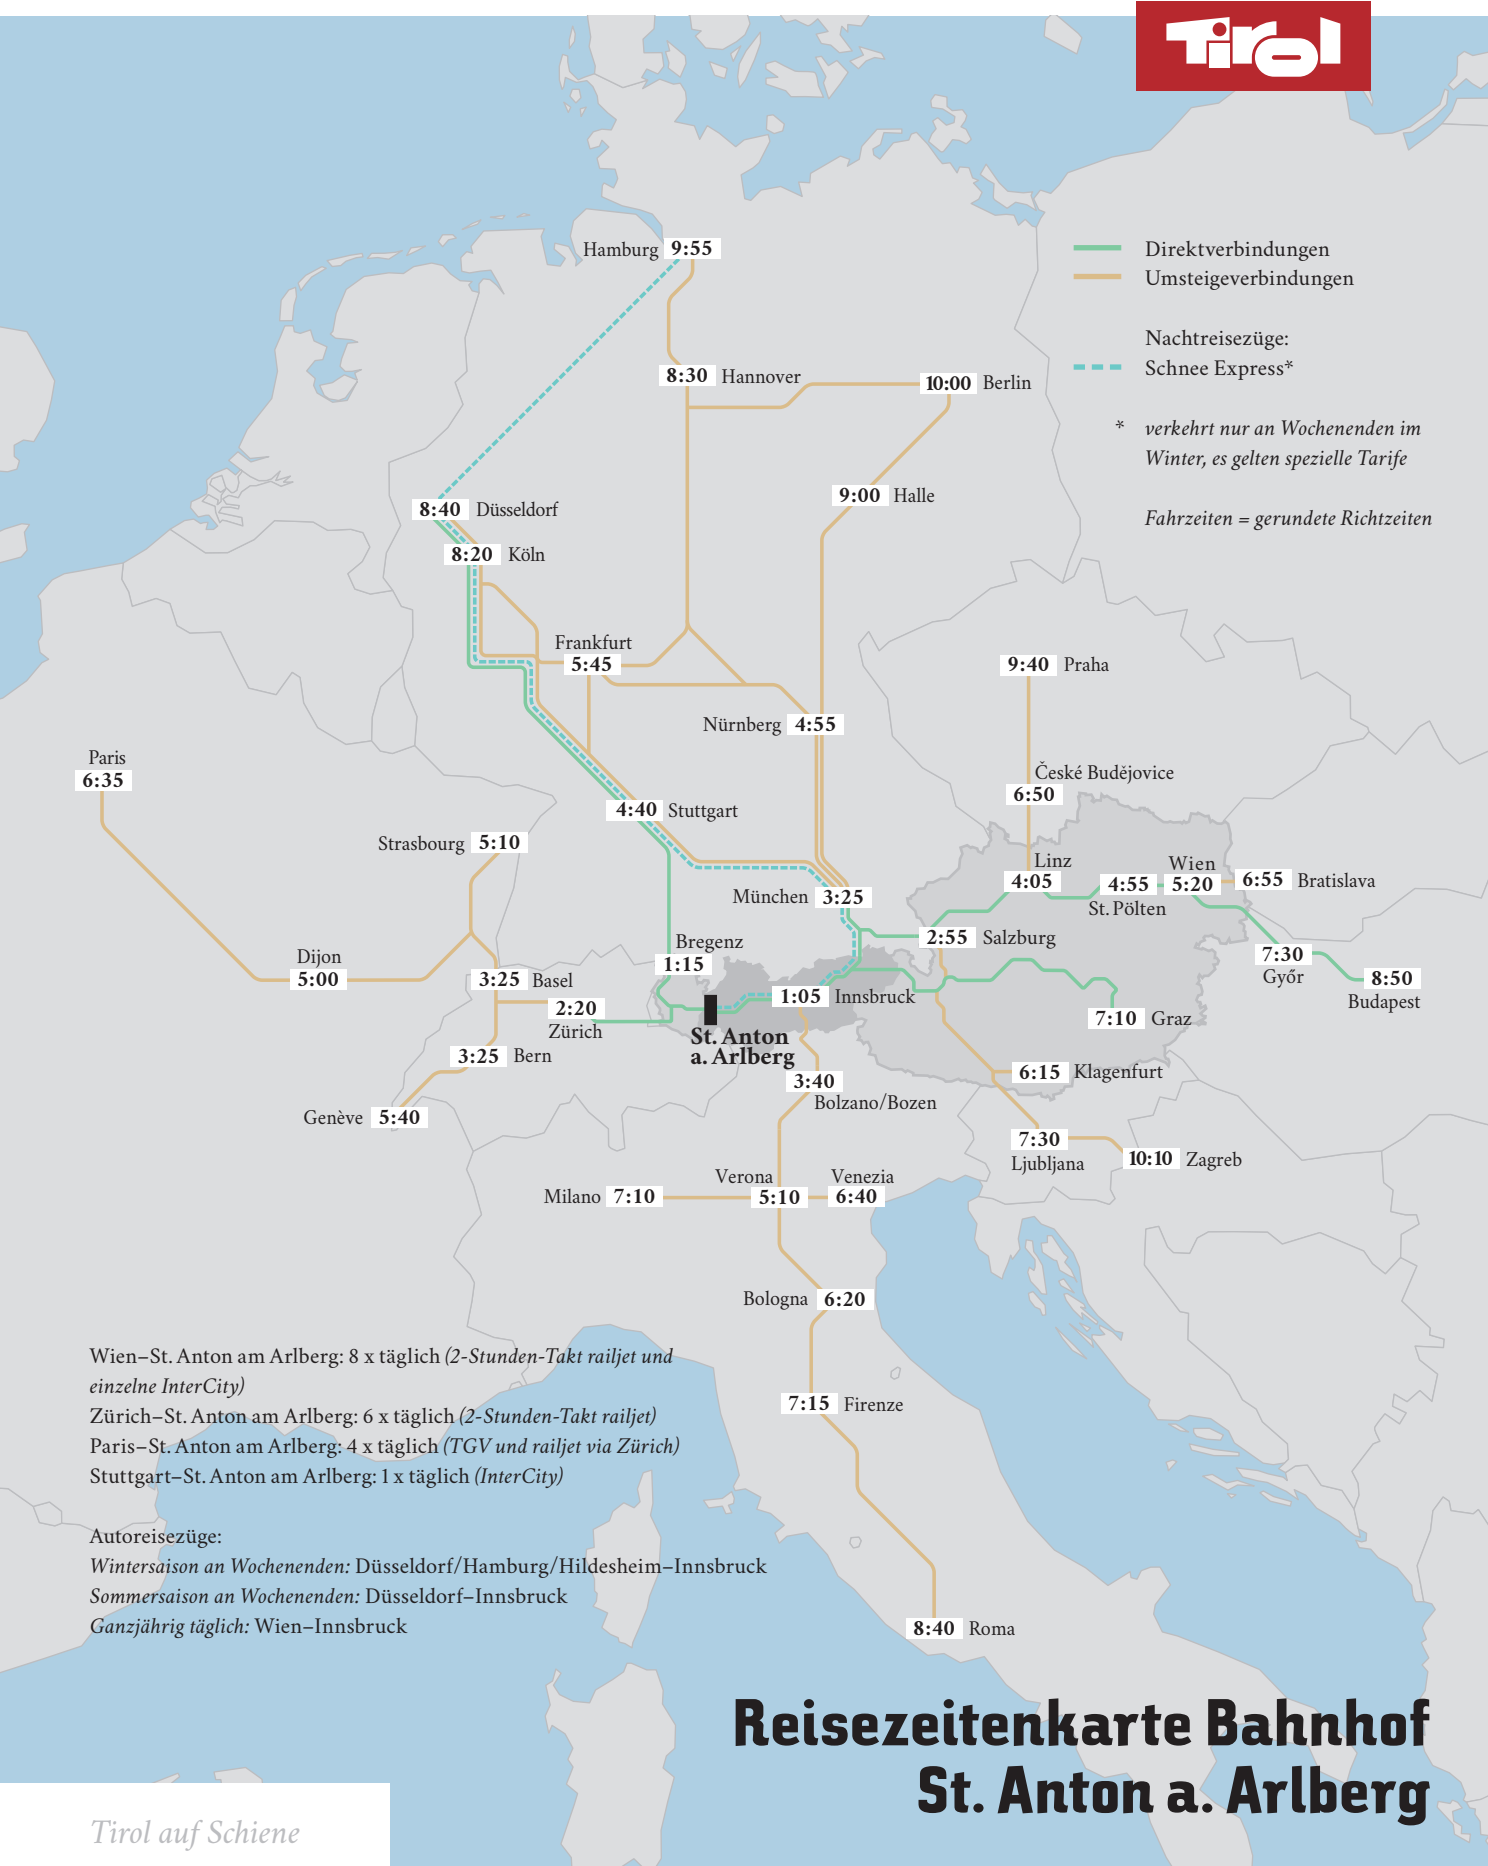 Tirol
Hamburg 9:55
Direktverbindungen
Umsteigeverbindungen
Nachtreisezüge:
Schnee Express*
* verkehrt nur an Wochenenden im
Winter, es gelten spezielle Tarife
Fahrzeiten = gerundete Richtzeiten
8:30 Hannover
10:00 Berlin
9:00 Halle
8:40 Düsseldorf
8:20 Köln
Frankfurt
5:45
9:40 Praha
Nürnberg 4:55
Paris
6:35
České Budějovice
6:50
4:40 Stuttgart
Strasbourg 5:10
Linz
4:05
Wien
4:55 5:20
St. Pölten
6:55 Bratislava
München 3:25
2:55 Salzburg
Bregenz
1:15
7:30
Győr
8:50
Budapest
Dijon
5:00
3:25 Basel
2:20
Zürich
1:05 Innsbruck
7:10 Graz
St. Anton
a. Arlberg
3:25 Bern
6:15 Klagenfurt
3:40
Bolzano/Bozen
Genève 5:40
7:30
Ljubljana
10:10 Zagreb
Milano 7:10
Verona
5:10
Venezia
6:40
Bologna 6:20
7:15 Firenze
Wien–St. Anton am Arlberg: 8 x täglich (2-Stunden-Takt railjet und
einzelne InterCity)
Zürich–St. Anton am Arlberg: 6 x täglich (2-Stunden-Takt railjet)
Paris–St. Anton am Arlberg: 4 x täglich (TGV und railjet via Zürich)
Stuttgart–St. Anton am Arlberg: 1 x täglich (InterCity)
Autoreisezüge:
Wintersaison an Wochenenden: Düsseldorf/Hamburg/Hildesheim–Innsbruck
Sommersaison an Wochenenden: Düsseldorf–Innsbruck
Ganzjährig täglich: Wien–Innsbruck
8:40 Roma
Reisezeitenkarte Bahnhof
St. Anton a. Arlberg
Tirol auf Schiene